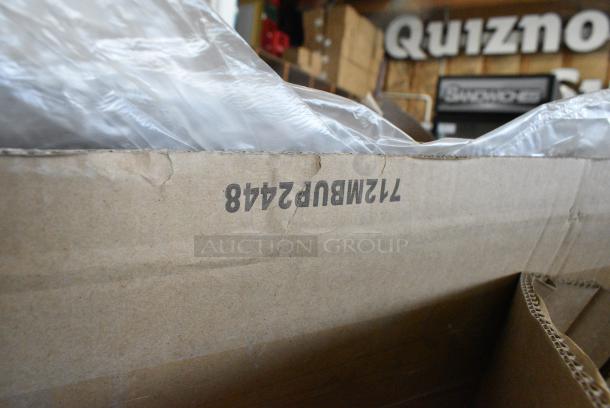 Quizno
SANDWICHES
712MBUP2448
AUCTION GROUP